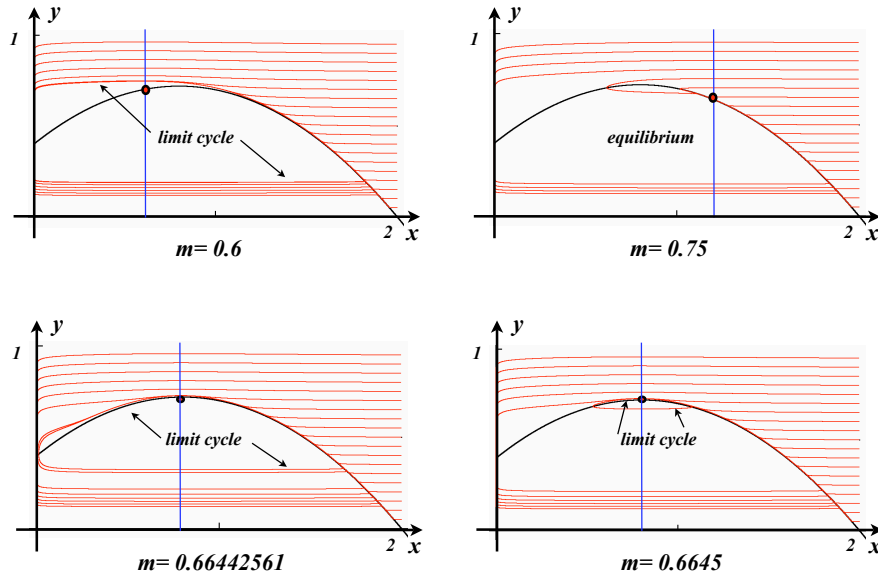 y
1
limit cycle
2
x
m= 0.6
y
1
equilibrium
2
x
m= 0.75
y
1
limit cycle
2
x
m= 0.66442561
y
1
limit cycle
2
x
m= 0.6645